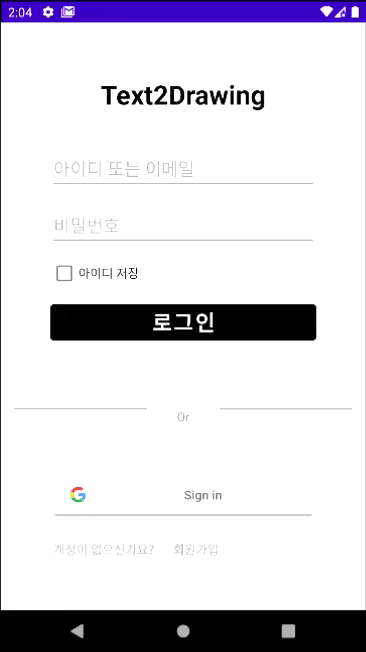 2:04
Text2Drawing
아이디 또는 이메일
비밀번호
아이디 저장
로그인
Or
Sign in
계정이 없으신가요? 회원가입